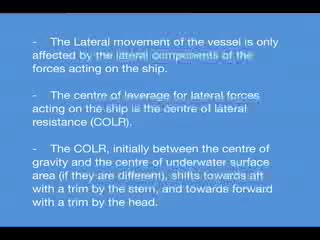 - The Lateral movement of the vessel is only
affected by the lateral components of the
forces acting on the ship.
- The centre of leverage for lateral forces
acting on the ship is the centre of lateral
resistance (COLR).
- The COLR, initially between the centre of
gravity and the centre of underwater surface
area (if they are different), shifts towards aft
with a trim by the stern, and towards forward
with a trim by the head.